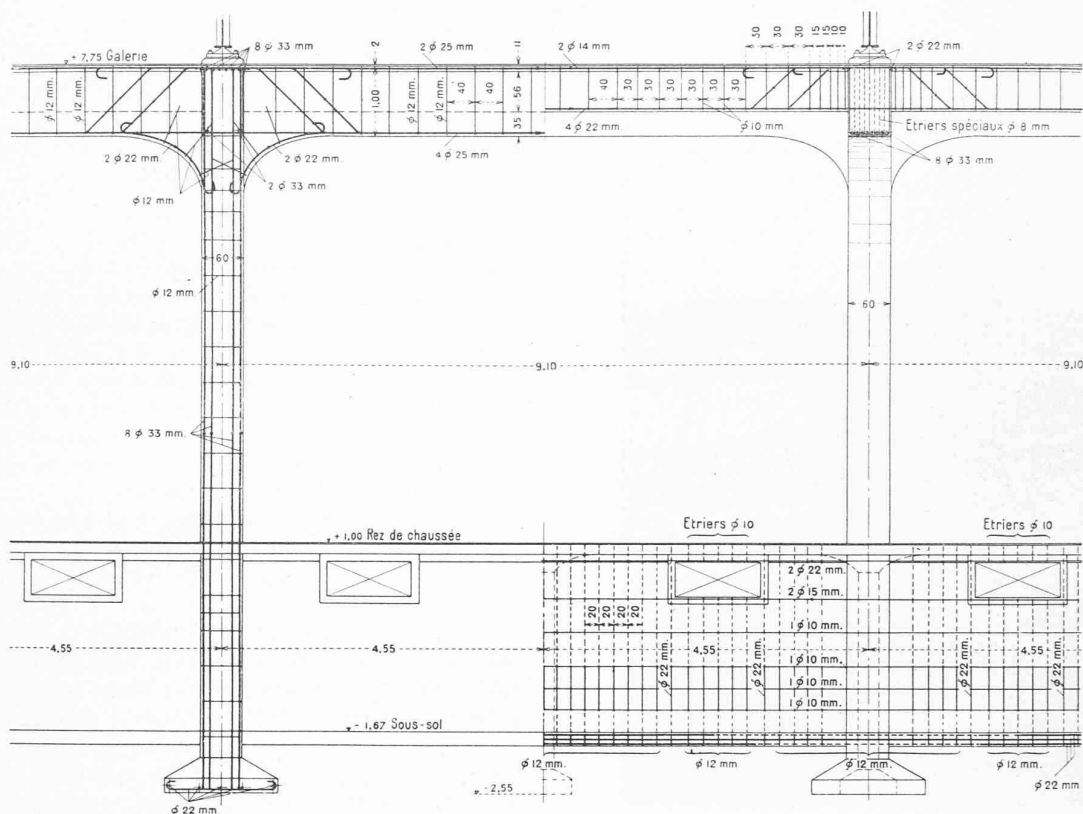 8 ϕ 33 mm
+ 7,75 Galerie
2
2 ϕ 25 mm
11
2 ϕ 14 mm
30
30
30
15
15
10
10
2 ϕ 22 mm
ϕ 12 mm.
ϕ 12 mm.
1,00
ϕ 12 mm.
ϕ 12 mm.
40
40
56
35
40
30
30
30
30
30
30
4 ϕ 22 mm.
ϕ 10 mm
Etriers spéciaux ϕ 8 mm
2 ϕ 22 mm.
2 ϕ 22 mm
4 ϕ 25 mm
8 ϕ 33 mm
2 ϕ 33 mm
ϕ 12 mm
60
ϕ 12 mm
60
9,10
9,10
9,10
8 ϕ 33 mm.
+ 1,00 Rez de chaussée
Etriers ϕ 10
Etriers ϕ 10
2 ϕ 22 mm.
2 ϕ 15 mm.
20
20
20
20
1 ϕ 10 mm.
4,55
4,55
4,55
4,55
ϕ 22 mm.
ϕ 22 mm.
1 ϕ 10 mm.
1 ϕ 10 mm.
1 ϕ 10 mm.
ϕ 22 mm.
ϕ 22 mm.
- 1,67 Sous-sol
ϕ 12 mm.
ϕ 12 mm
ϕ 12 mm
ϕ 12 mm.
ϕ 22 mm
- 2,55
ϕ 22 mm.